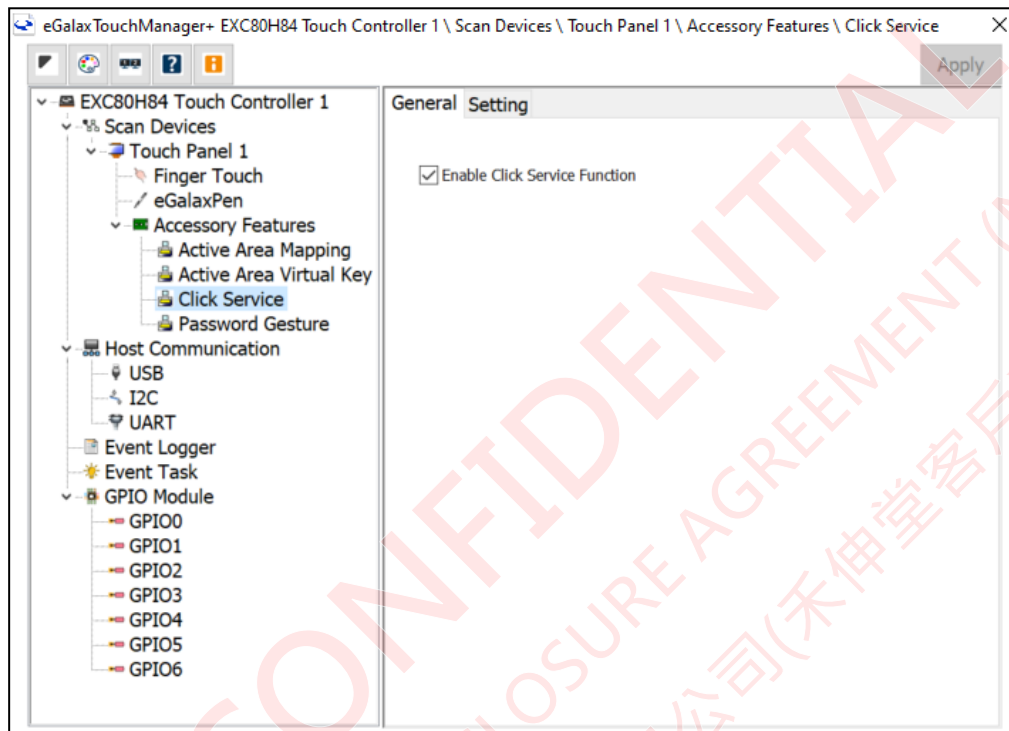 eGalaxTouchManager+ EXC80H84 Touch Controller 1 \ Scan Devices \ Touch Panel 1 \ Accessory Features \ Click Service
Apply
EXC80H84 Touch Controller 1
Scan Devices
Touch Panel 1
Finger Touch
eGalaxPen
Accessory Features
Active Area Mapping
Active Area Virtual Key
Click Service
Password Gesture
Host Communication
USB
I2C
UART
Event Logger
Event Task
GPIO Module
GPIO0
GPIO1
GPIO2
GPIO3
GPIO4
GPIO5
GPIO6
General Setting
Enable Click Service Function
CONFIDENTIAL
CLOSURE AGREEMENT (N
公司(禾伸堂客戶